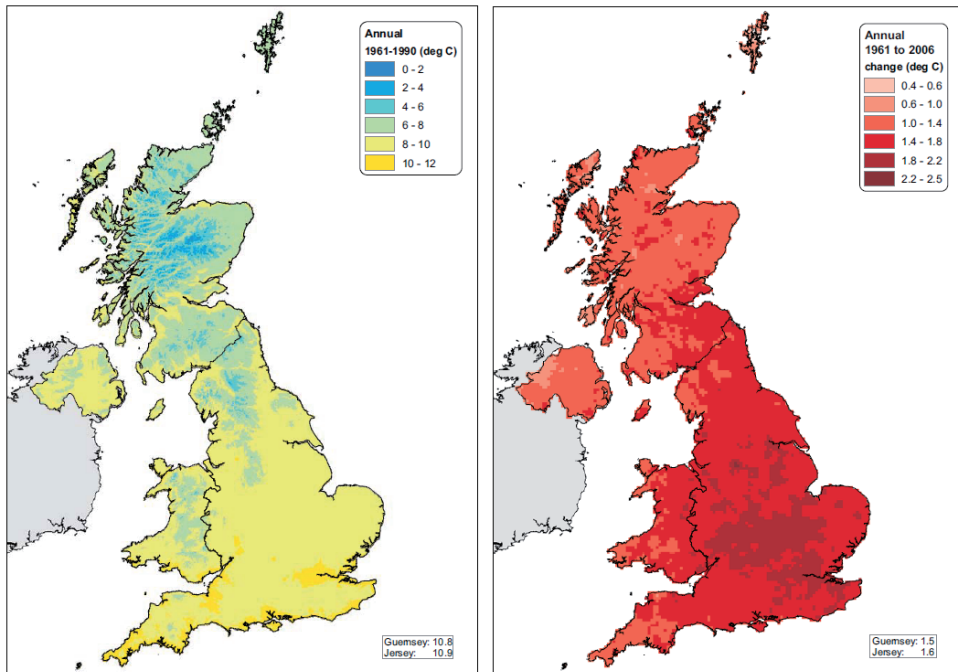 Annual
1961-1990 (deg C)
0 - 2
2 - 4
4 - 6
6 - 8
8 - 10
10 - 12
Guernsey: 10.8
Jersey: 10.9
Annual
1961 to 2006
change (deg C)
0.4 - 0.6
0.6 - 1.0
1.0 - 1.4
1.4 - 1.8
1.8 - 2.2
2.2 - 2.5
Guernsey: 1.5
Jersey: 1.6